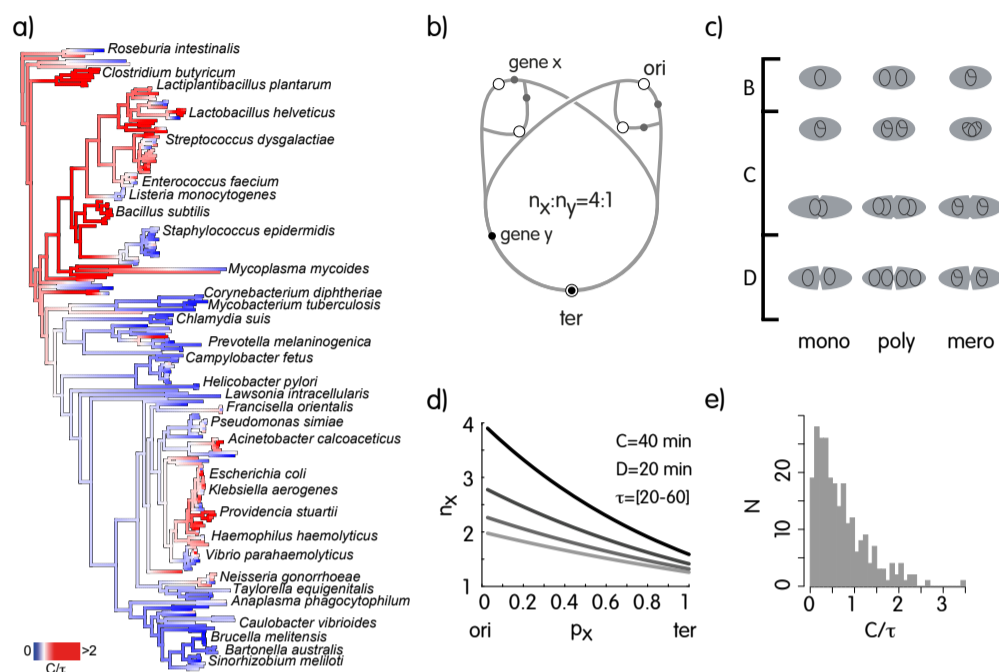 a)
Roseburia intestinalis
Clostridium butyricum
Lactiplantibacillus plantarum
Lactobacillus helveticus
Streptococcus dysgalactiae
Enterococcus faecium
Listeria monocytogenes
Bacillus subtilis
Staphylococcus epidermidis
Mycoplasma mycoides
Corynebacterium diphtheriae
Mycobacterium tuberculosis
Chlamydia suis
Prevotella melaninogenica
Campylobacter fetus
Helicobacter pylori
Lawsonia intracellularis
Francisella orientalis
Pseudomonas simiae
Acinetobacter calcoaceticus
Escherichia coli
Klebsiella aerogenes
Providencia stuartii
Haemophilus haemolyticus
Vibrio parahaemolyticus
Neisseria gonorrhoeae
Taylorella equigenitalis
Anaplasma phagocytophilum
Caulobacter vibrioides
Brucella melitensis
Bartonella australis
Sinorhizobium meliloti
0 >2
C/τ
b)
gene x
ori
nx:ny=4:1
gene y
ter
c)
B
C
D
mono poly mero
d)
4
3
2
1
nx
C=40 min
D=20 min
τ=[20-60]
0 0.2 0.4 0.6 0.8 1
ori px ter
e)
N
20
10
0
0 1 2 3
C/τ